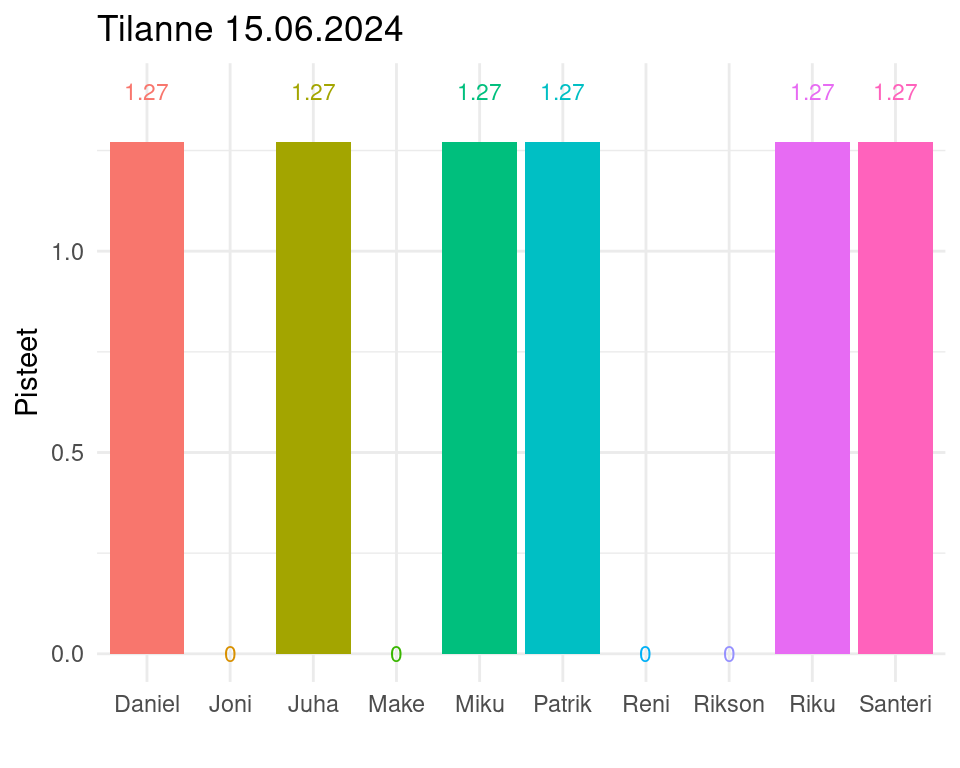 Tilanne 15.06.2024
1.27 1.27 1.27 1.27 1.27 1.27
1.0
Pisteet
0.5
0.0 0 0 0 0
Daniel Joni Juha Make Miku Patrik Reni Rikson Riku Santeri